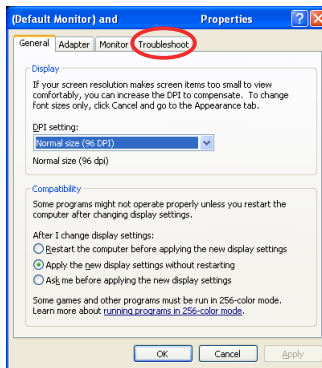 (Default Monitor) and Properties
General Adapter Monitor Troubleshoot
Display
If your screen resolution makes screen items too small to view
comfortably, you can increase the DPI to compensate. To change
font sizes only, click Cancel and go to the Appearance tab.
DPI setting:
Normal size (96 DPI)
Normal size (96 dpi)
Compatibility
Some programs might not operate properly unless you restart the
computer after changing display settings.
After I change display settings:
Restart the computer before applying the new display settings
Apply the new display settings without restarting
Ask me before applying the new display settings
Some games and other programs must be run in 256-color mode.
Learn more about running programs in 256-color mode.
OK Cancel Apply